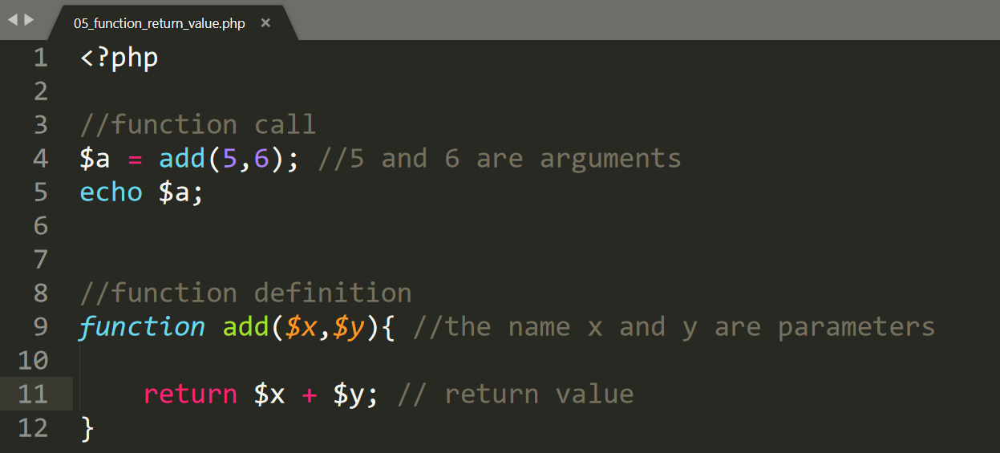 05_function_return_value.php ×
1 <?php
2
3 //function call
4 $a = add(5,6); //5 and 6 are arguments
5 echo $a;
6
7
8 //function definition
9 function add($x,$y){ //the name x and y are parameters
10
11     return $x + $y; // return value
12 }